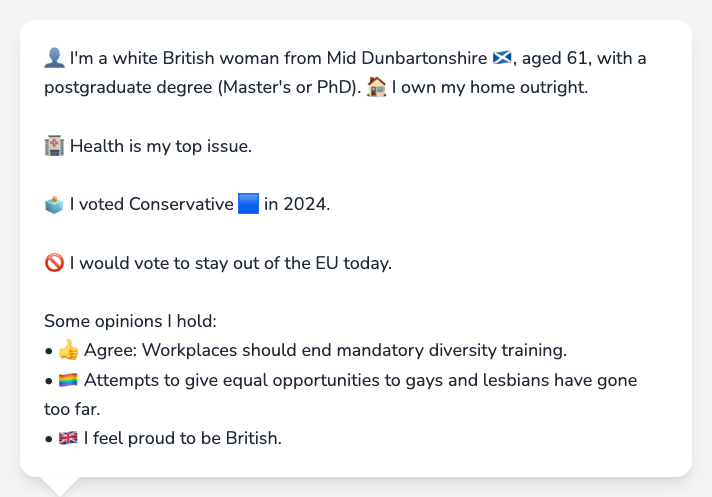 👤 I'm a white British woman from Mid Dunbartonshire 🏴󠁧󠁢󠁳󠁣󠁴󠁿, aged 61, with a
postgraduate degree (Master's or PhD). 🏠 I own my home outright.
🏥 Health is my top issue.
🗳️ I voted Conservative 🟦 in 2024.
🚫 I would vote to stay out of the EU today.
Some opinions I hold:
• 👍 Agree: Workplaces should end mandatory diversity training.
• 🏳️‍🌈 Attempts to give equal opportunities to gays and lesbians have gone
too far.
• 🇬🇧 I feel proud to be British.